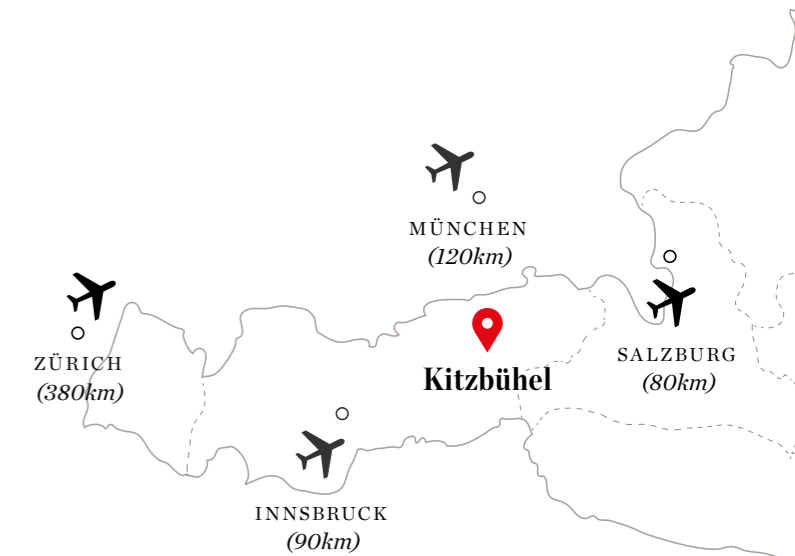 MÜNCHEN
(120km)
ZÜRICH
(380km)
Kitzbühel
SALZBURG
(80km)
INNSBRUCK
(90km)